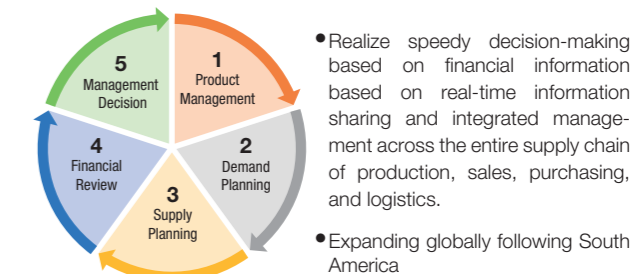 1
Product
Management
2
Demand
Planning
3
Supply
Planning
4
Financial
Review
5
Management
Decision
●Realize speedy decision-making
based on financial information
based on real-time information
sharing and integrated manage-
ment across the entire supply chain
of production, sales, purchasing,
and logistics.
●Expanding globally following South
America